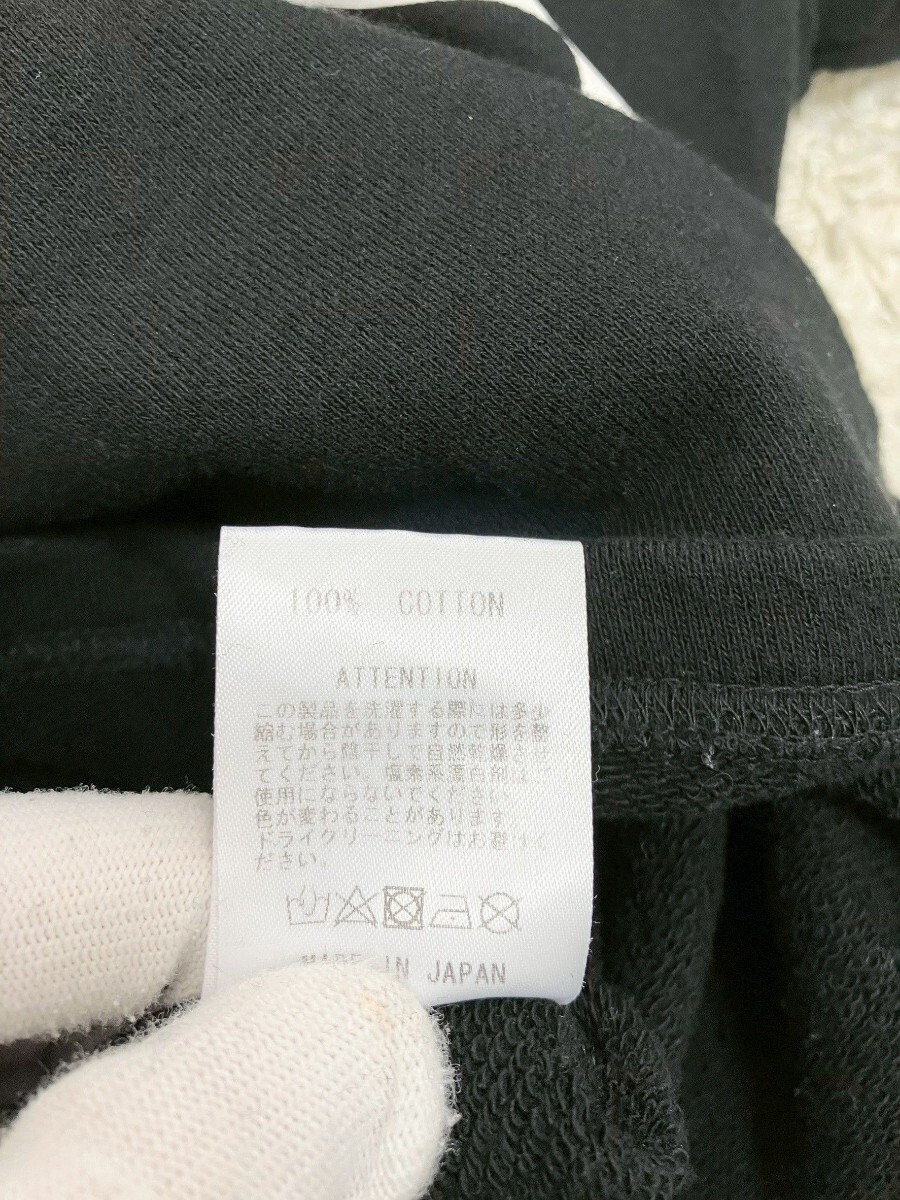 100% COTTON
ATTENTION
この製品を洗濯する際には多少
縮む場合がありますので形を整
えてから陰干しで自然乾燥させ
てください。塩素系漂白剤はご
使用にならないでください。
色が変わることがあります。
ドライクリーニングはお避けく
ださい。
MADE IN JAPAN